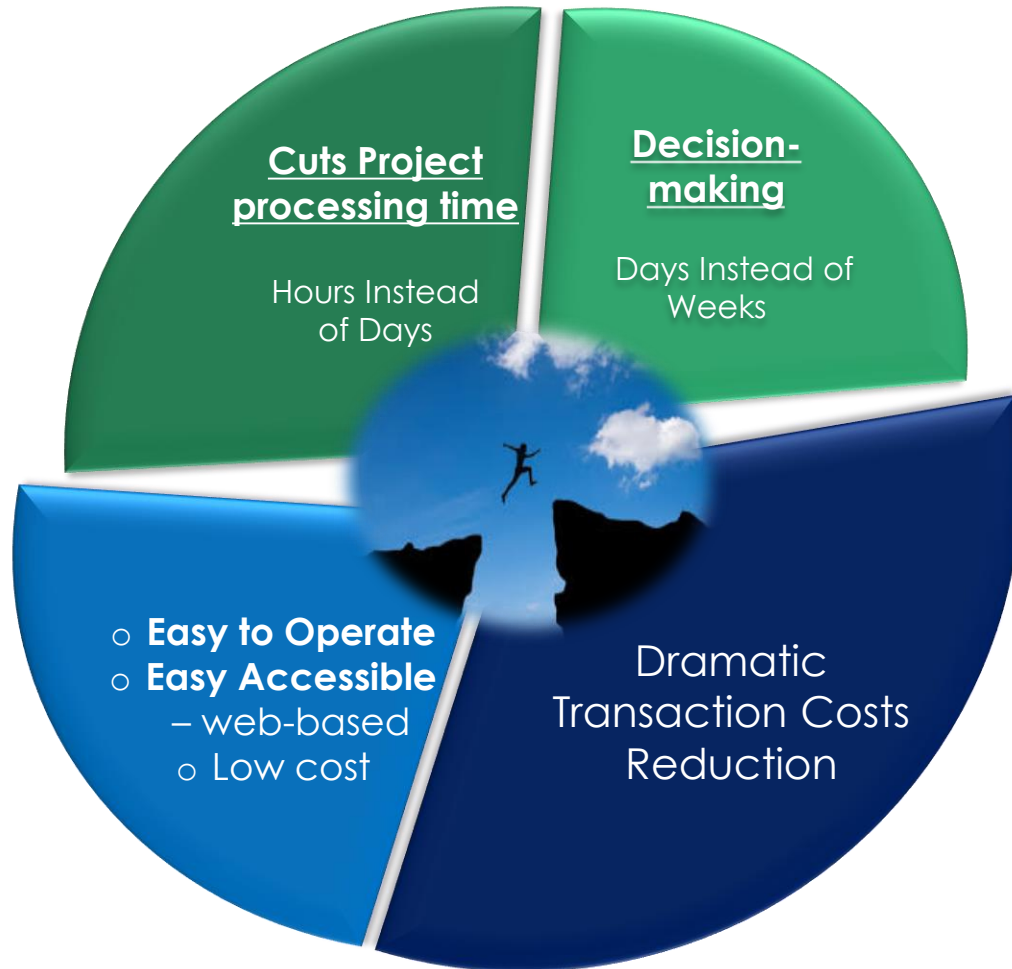 Cuts Project
processing time
Hours Instead
of Days
Decision-
making
Days Instead of
Weeks
○ Easy to Operate
○ Easy Accessible
– web-based
○ Low cost
Dramatic
Transaction Costs
Reduction